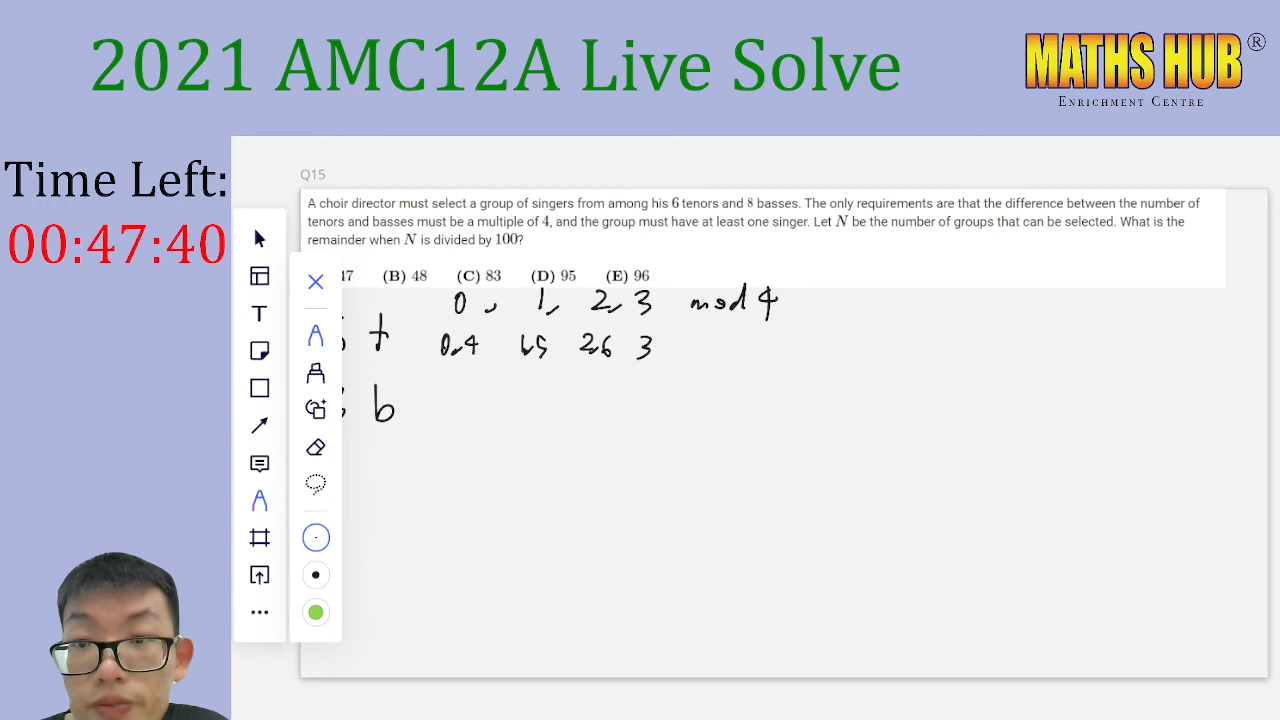 2021 AMC12A Live Solve
MATHS HUB®
ENRICHMENT CENTRE
Time Left:
00:47:40
Q15
A choir director must select a group of singers from among his 6 tenors and 8 basses. The only requirements are that the difference between the number of
tenors and basses must be a multiple of 4, and the group must have at least one singer. Let N be the number of groups that can be selected. What is the
remainder when N is divided by 100?
47 (B) 48 (C) 83 (D) 95 (E) 96
0, 1, 2, 3 mod 4
t 0,4 1,5 2,6 3
b
T